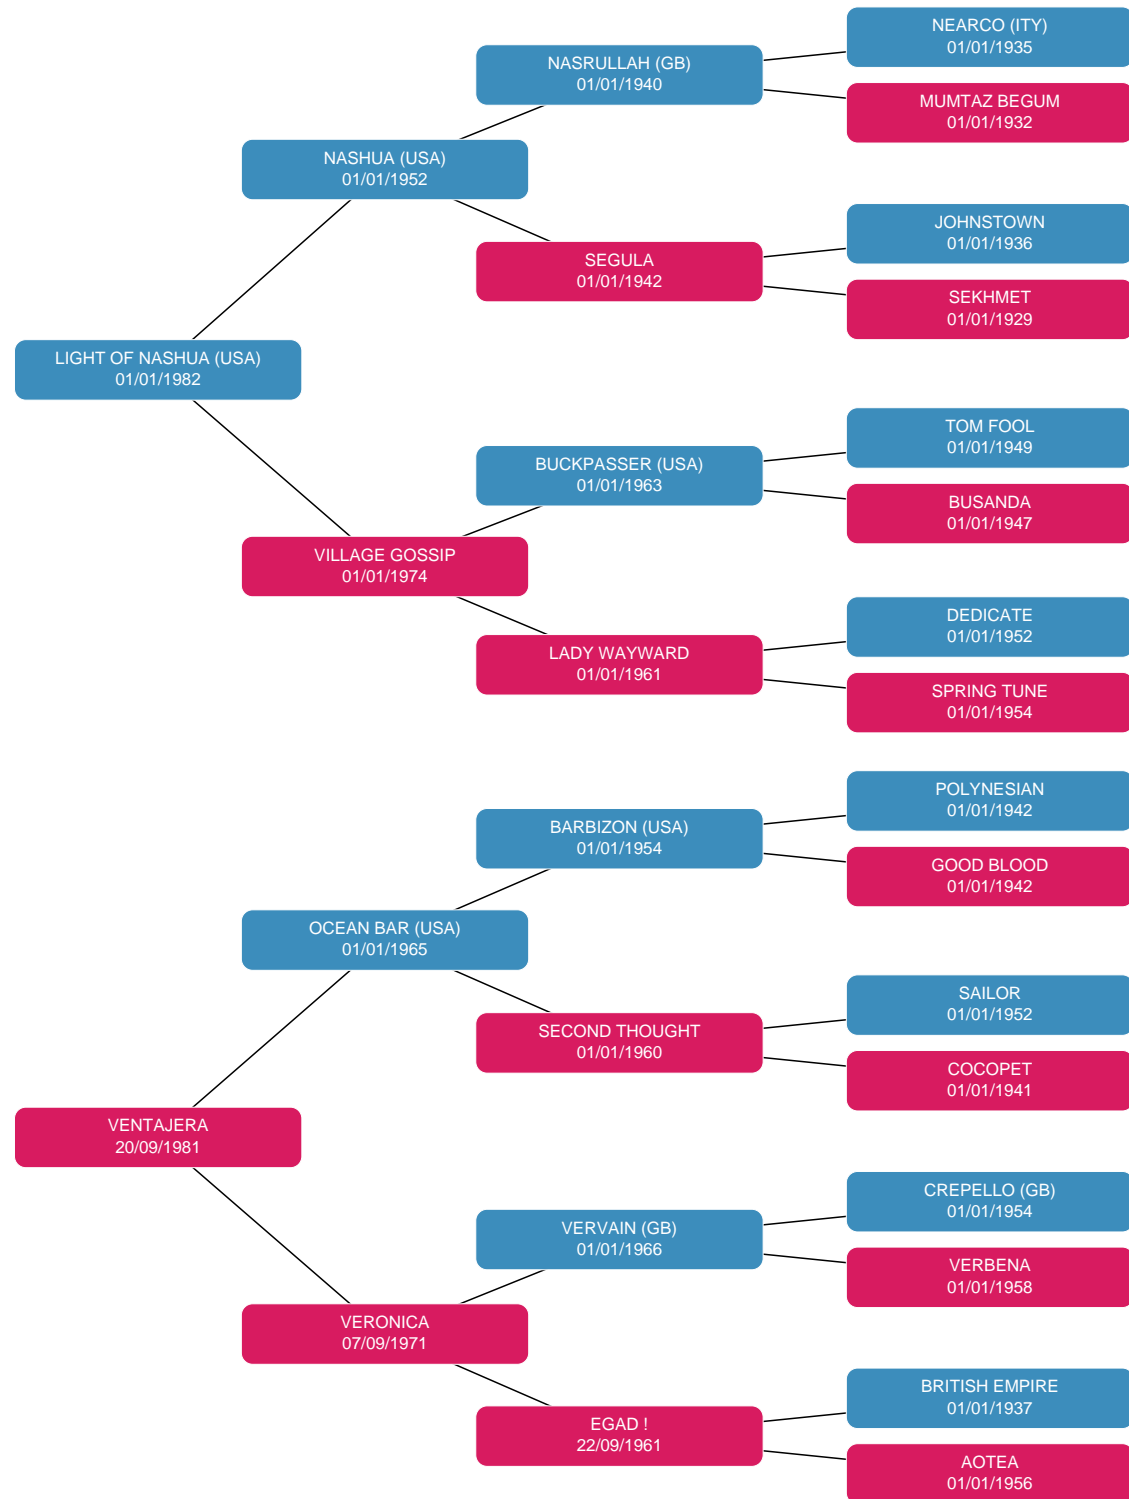 NEARCO (ITY)
01/01/1935
NASRULLAH (GB)
01/01/1940
MUMTAZ BEGUM
01/01/1932
NASHUA (USA)
01/01/1952
JOHNSTOWN
01/01/1936
SEGULA
01/01/1942
SEKHMET
01/01/1929
LIGHT OF NASHUA (USA)
01/01/1982
TOM FOOL
01/01/1949
BUCKPASSER (USA)
01/01/1963
BUSANDA
01/01/1947
VILLAGE GOSSIP
01/01/1974
DEDICATE
01/01/1952
LADY WAYWARD
01/01/1961
SPRING TUNE
01/01/1954
POLYNESIAN
01/01/1942
BARBIZON (USA)
01/01/1954
GOOD BLOOD
01/01/1942
OCEAN BAR (USA)
01/01/1965
SAILOR
01/01/1952
SECOND THOUGHT
01/01/1960
COCOPET
01/01/1941
VENTAJERA
20/09/1981
CREPELLO (GB)
01/01/1954
VERVAIN (GB)
01/01/1966
VERBENA
01/01/1958
VERONICA
07/09/1971
BRITISH EMPIRE
01/01/1937
EGAD !
22/09/1961
AOTEA
01/01/1956